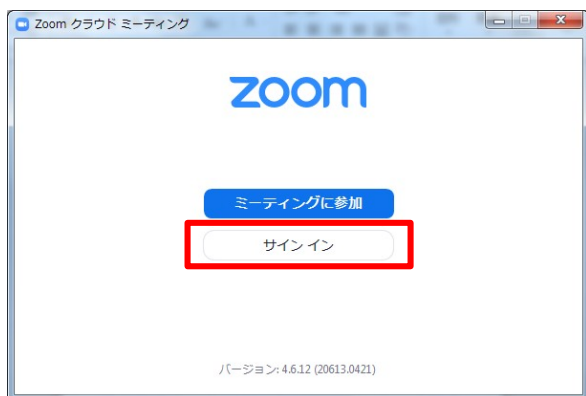 Zoom クラウド ミーティング
zoom
ミーティングに参加
サイン イン
バージョン: 4.6.12 (20613.0421)